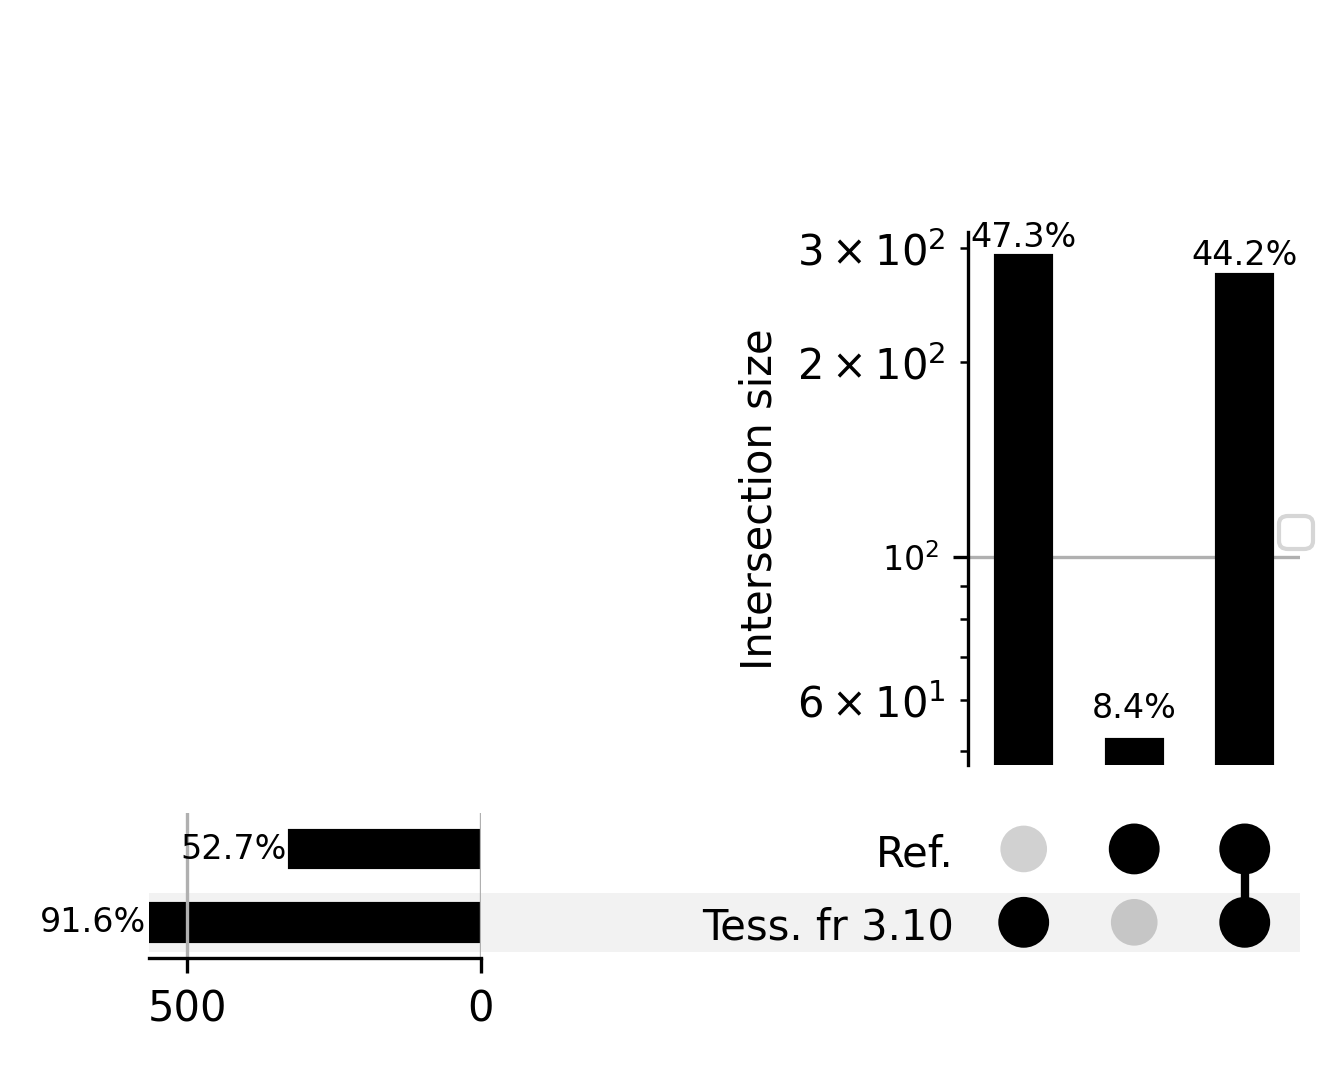 47.3%
3 × 10²
44.2%
2 × 10²
Intersection size
10²
6 × 10¹
8.4%
52.7%
Ref.
91.6%
Tess. fr 3.10
500
0